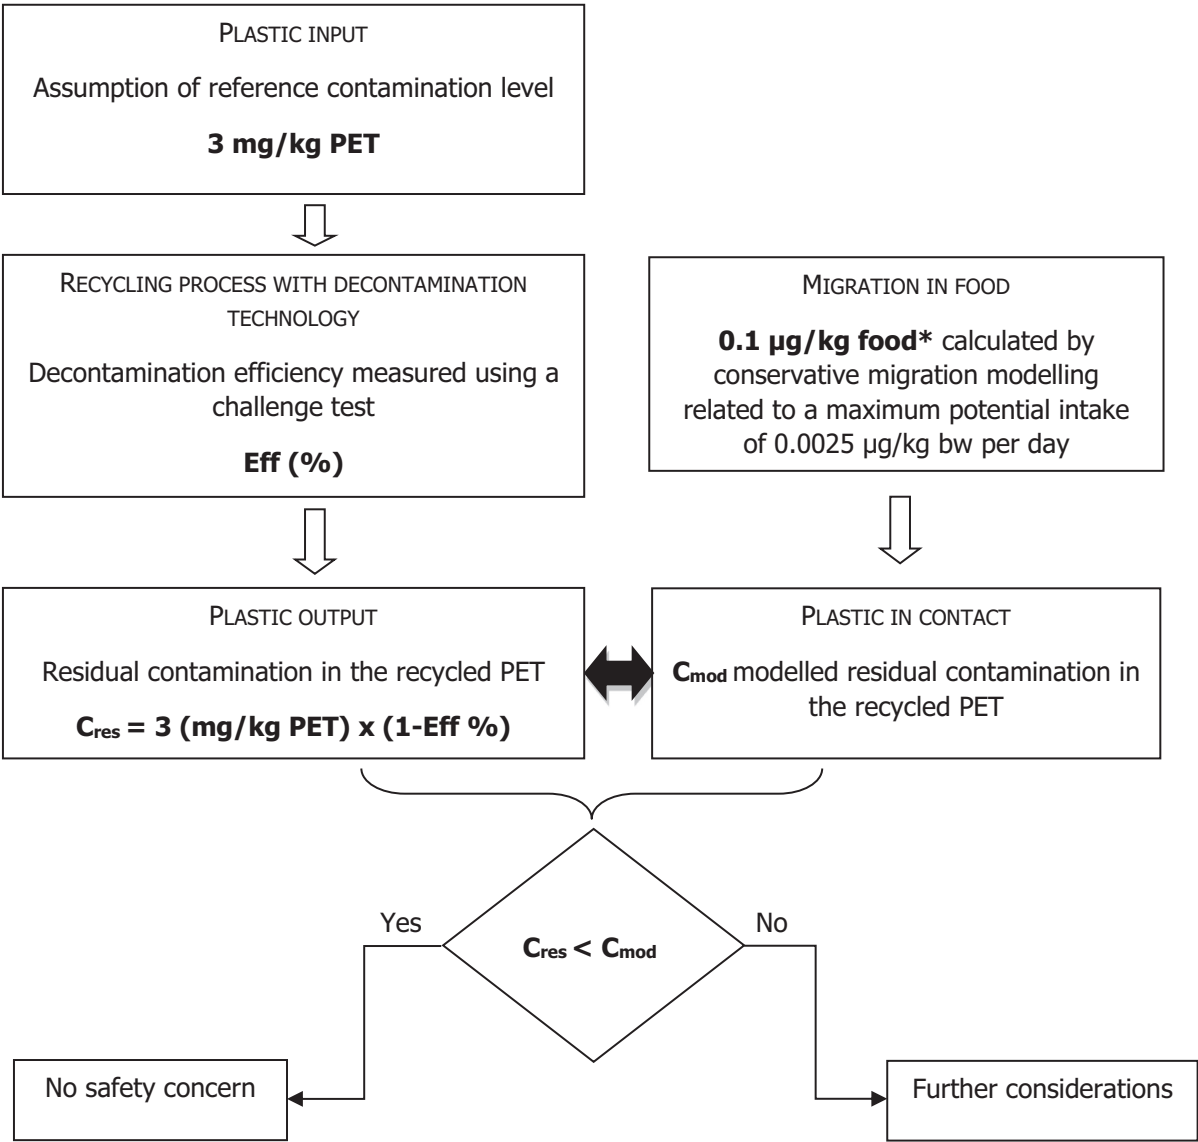 PLASTIC INPUT
Assumption of reference contamination level
3 mg/kg PET
RECYCLING PROCESS WITH DECONTAMINATION
TECHNOLOGY
Decontamination efficiency measured using a
challenge test
Eff (%)
MIGRATION IN FOOD
0.1 µg/kg food* calculated by
conservative migration modelling
related to a maximum potential intake
of 0.0025 µg/kg bw per day
PLASTIC OUTPUT
Residual contamination in the recycled PET
Cres = 3 (mg/kg PET) x (1-Eff %)
PLASTIC IN CONTACT
Cmod modelled residual contamination in
the recycled PET
Yes
No
Cres < Cmod
No safety concern
Further considerations